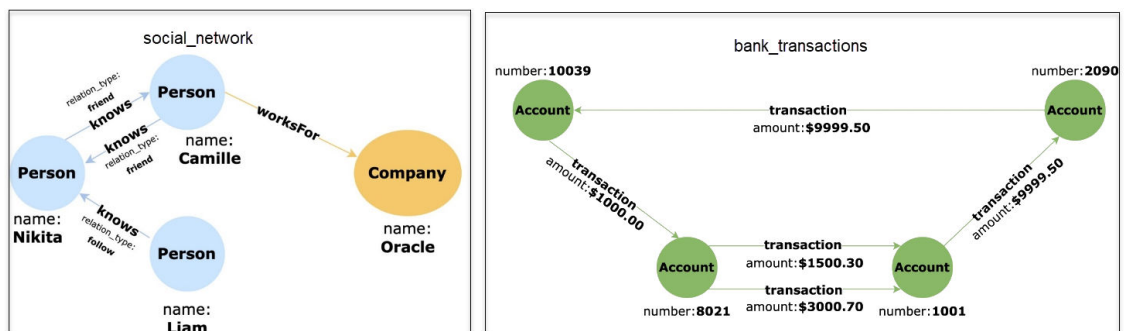 social_network
relation_type:
friend
knows
Person
knows
relation_type:
friend
name:
Camille
worksFor
Person
name:
Nikita
knows
relation_type:
follow
Person
name:
Liam
Company
name:
Oracle
bank_transactions
number:10039
Account
number:2090
Account
transaction
amount:$9999.50
transaction
amount:$1000.00
transaction
amount:$9999.50
Account
number:8021
transaction
amount:$1500.30
transaction
amount:$3000.70
Account
number:1001